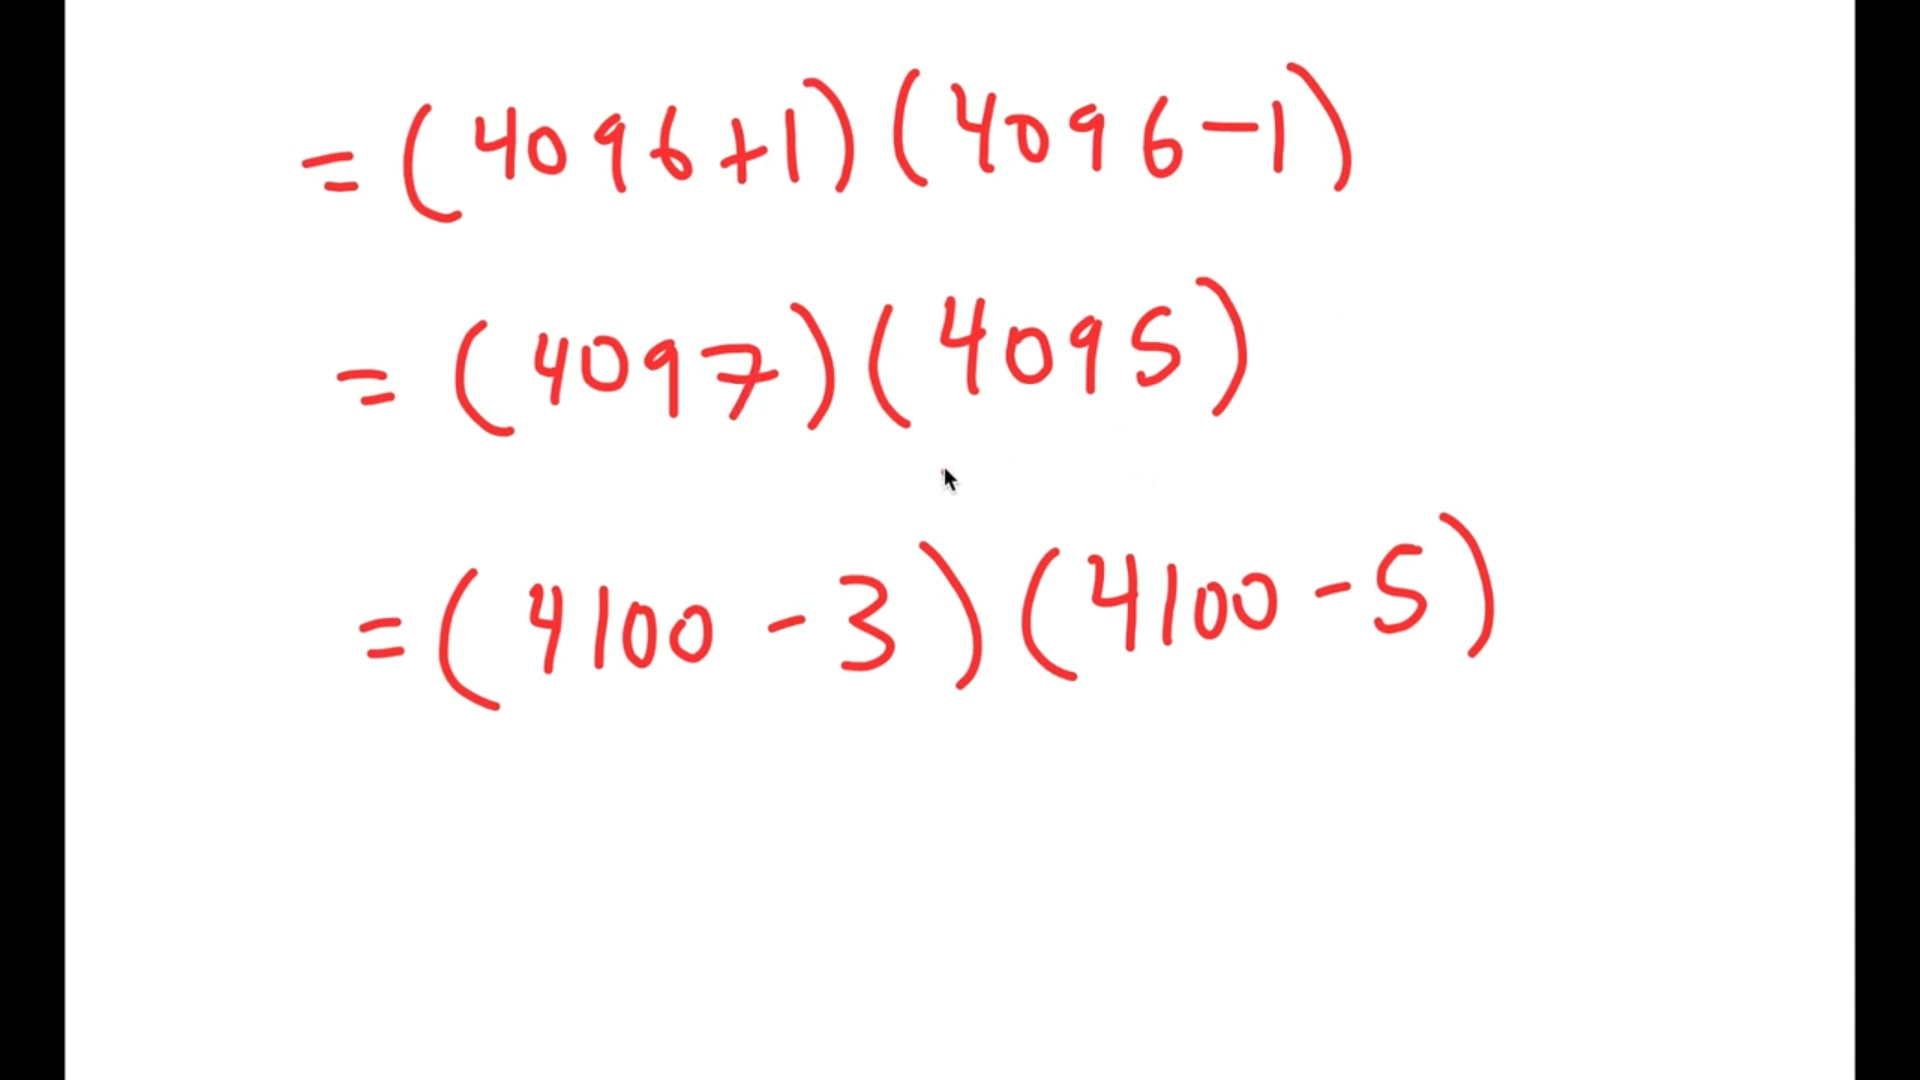 = (4096+1)(4096-1)
= (4097)(4095)
= (4100-3)(4100-5)